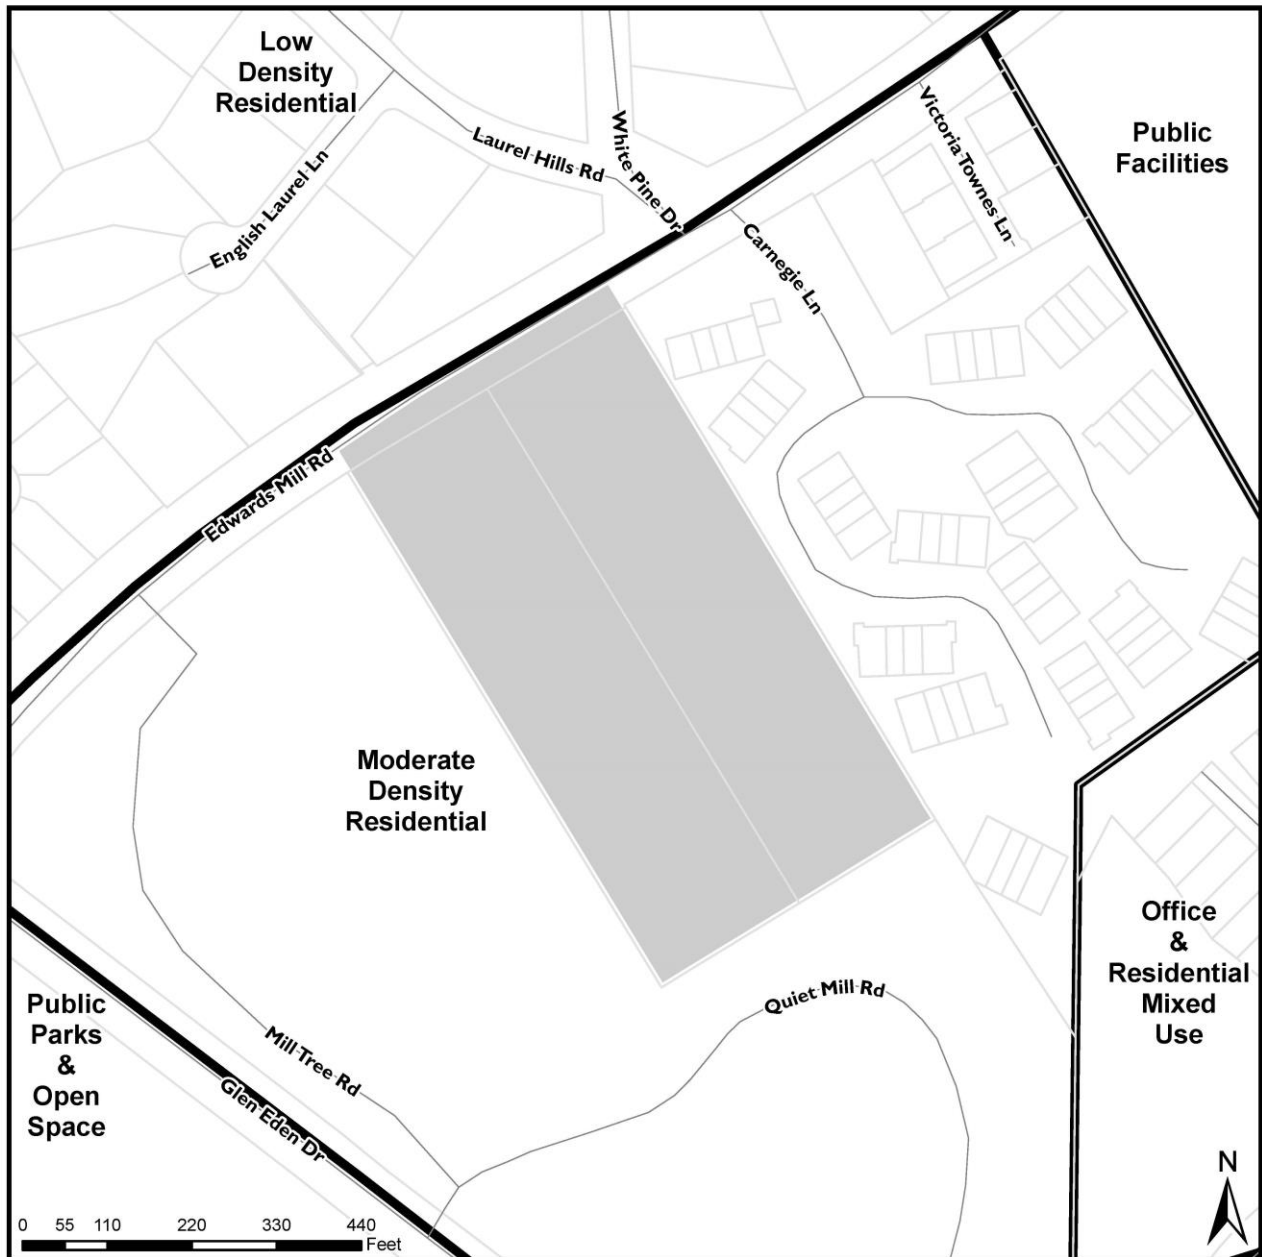 Low
Density
Residential
Public
Facilities
Laurel Hills Rd
White Pine Dr
Victoria Townes Ln
English Laurel Ln
Carnegie Ln
Edwards Mill Rd
Moderate
Density
Residential
Office
&
Residential
Mixed
Use
Public
Parks
&
Open
Space
Quiet Mill Rd
Mill Tree Rd
Glen Eden Dr
N
0 55 110 220 330 440
Feet